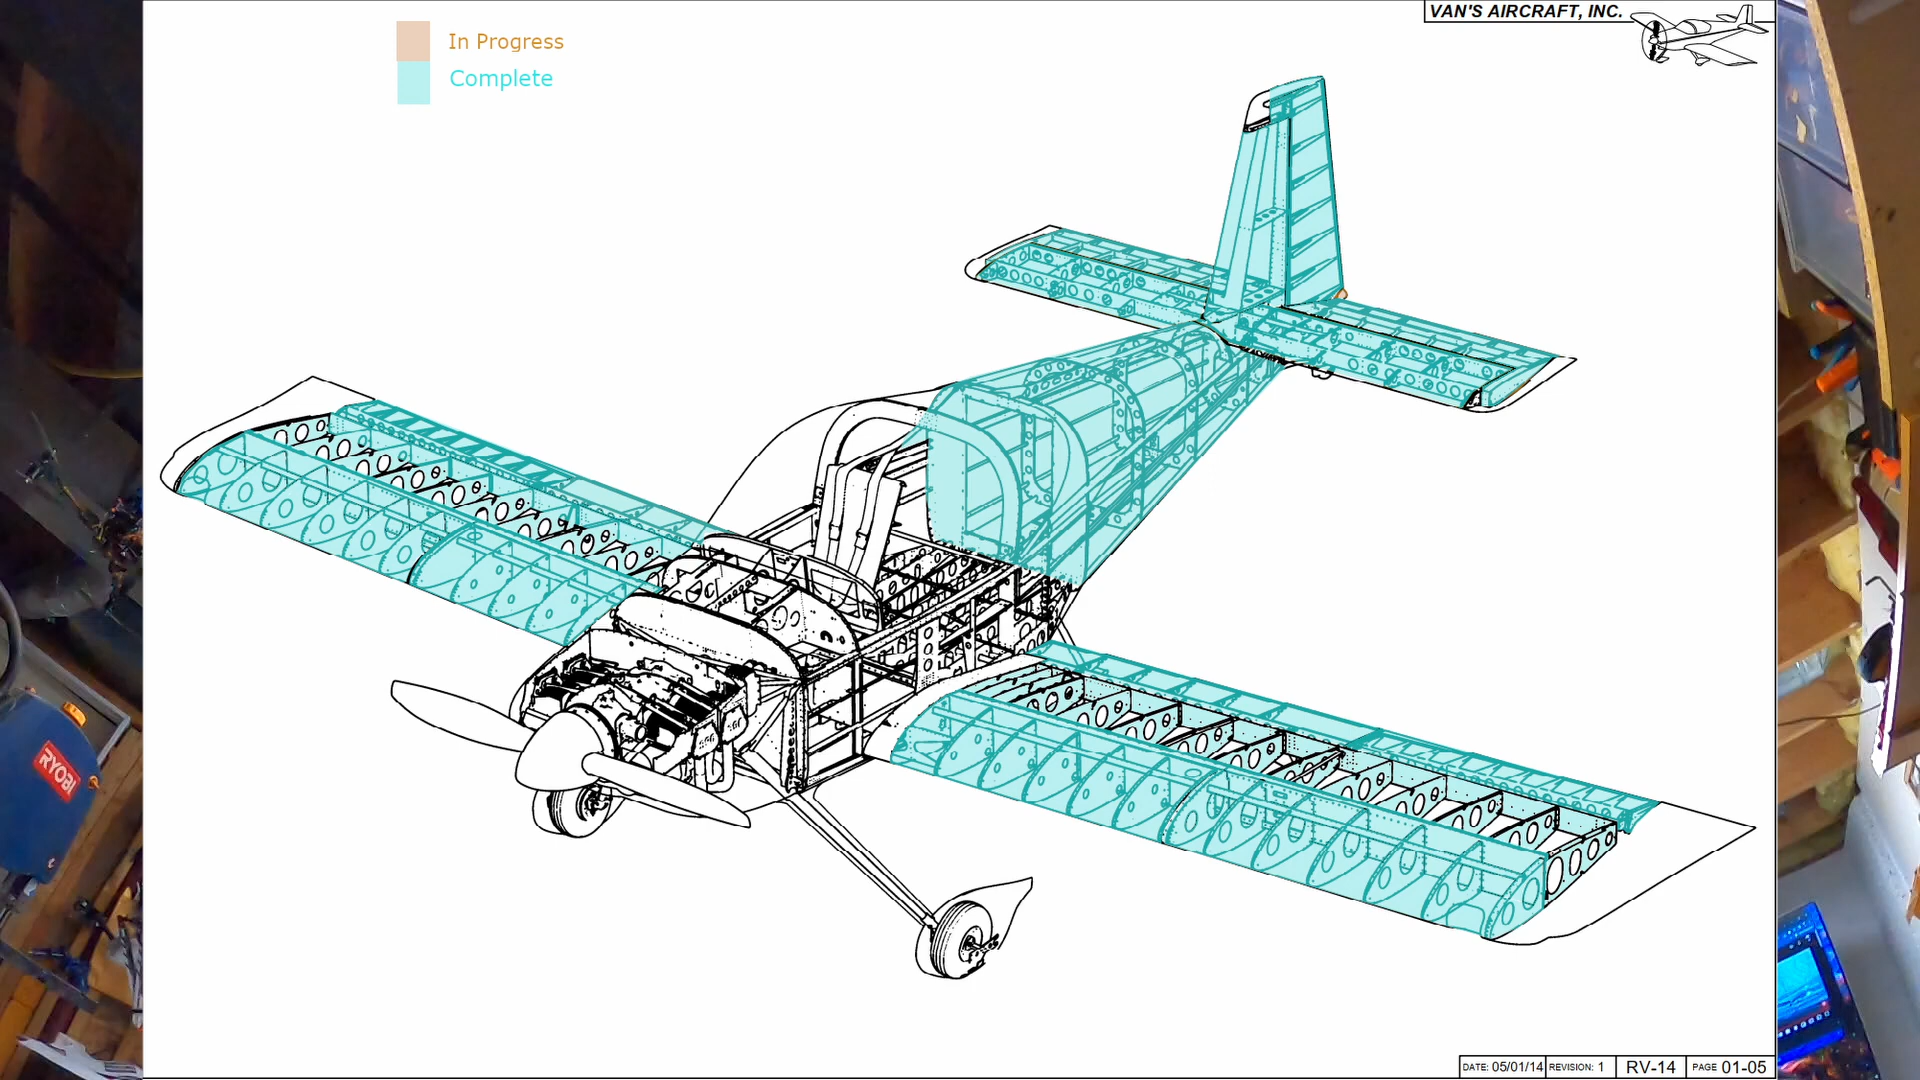 VAN'S AIRCRAFT, INC.
In Progress
Complete
RYOBI
DATE: 05/01/14 REVISION: 1 RV-14 PAGE 01-05